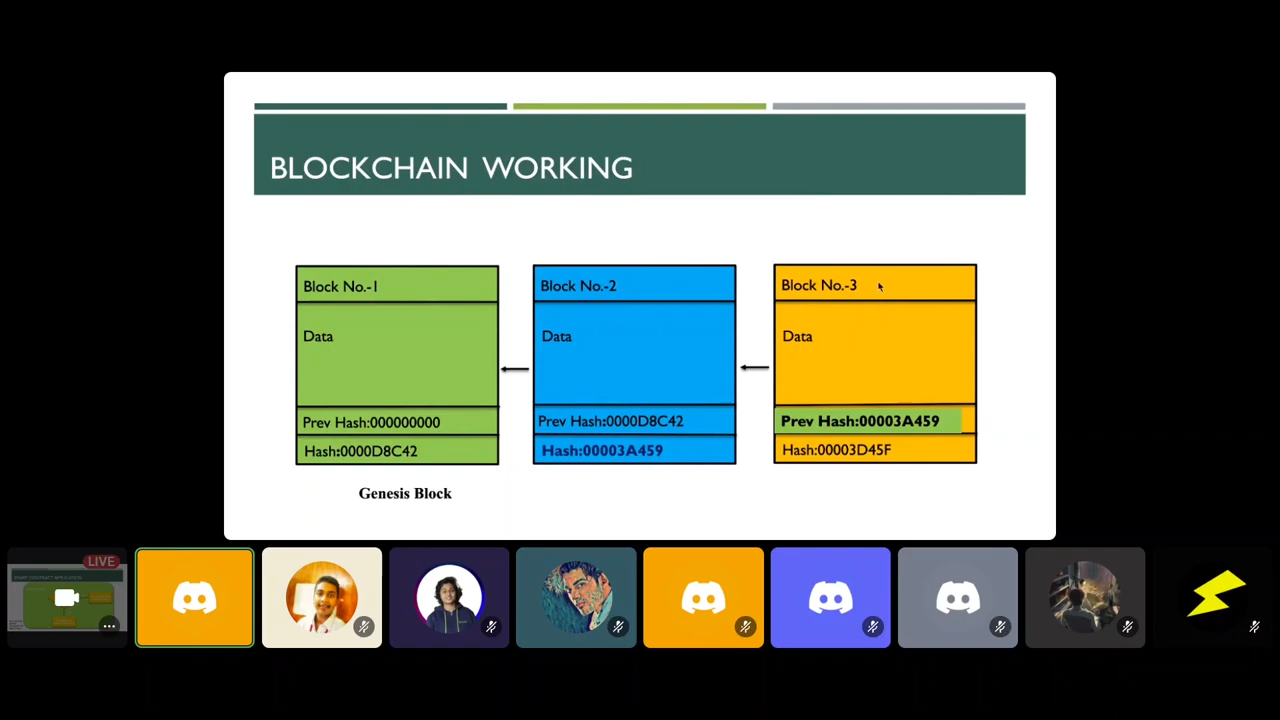 BLOCKCHAIN WORKING
Block No.-1
Data
Prev Hash:000000000
Hash:0000D8C42
Genesis Block
Block No.-2
Data
Prev Hash:0000D8C42
Hash:00003A459
Block No.-3
Data
Prev Hash:00003A459
Hash:00003D45F
LIVE